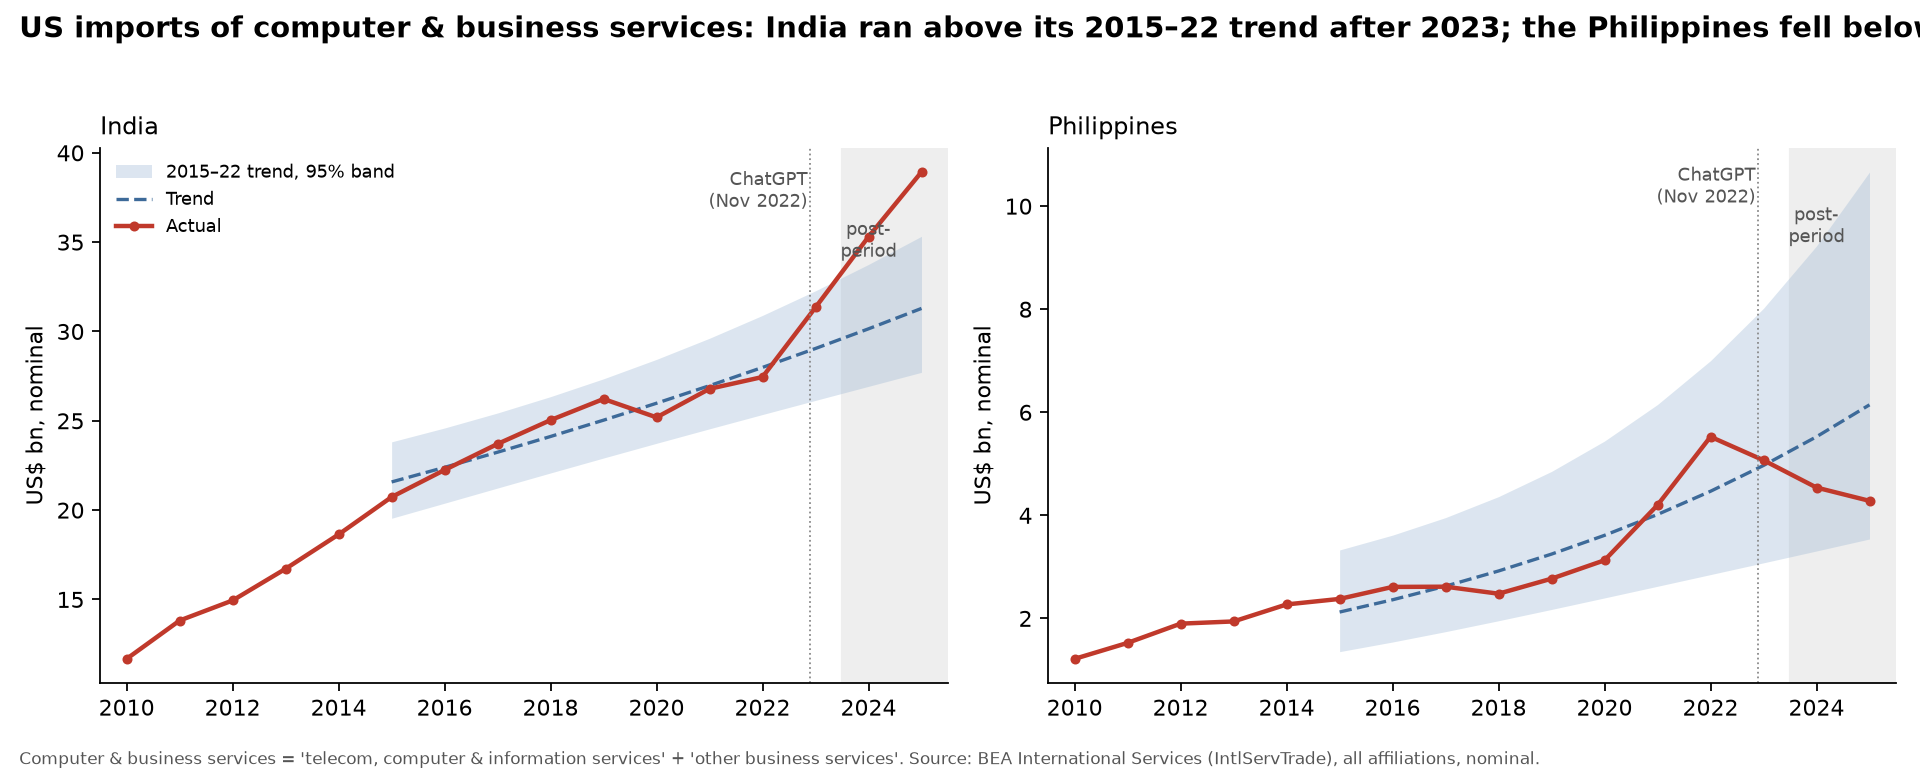 US imports of computer & business services: India ran above its 2015–22 trend after 2023; the Philippines fell below
India
40
35
30
25
20
15
US$ bn, nominal
2015–22 trend, 95% band
Trend
Actual
ChatGPT
(Nov 2022)
post-
period
2010 2012 2014 2016 2018 2020 2022 2024
Philippines
10
8
6
4
2
US$ bn, nominal
ChatGPT
(Nov 2022)
post-
period
2010 2012 2014 2016 2018 2020 2022 2024
Computer & business services = 'telecom, computer & information services' + 'other business services'. Source: BEA International Services (IntlServTrade), all affiliations, nominal.